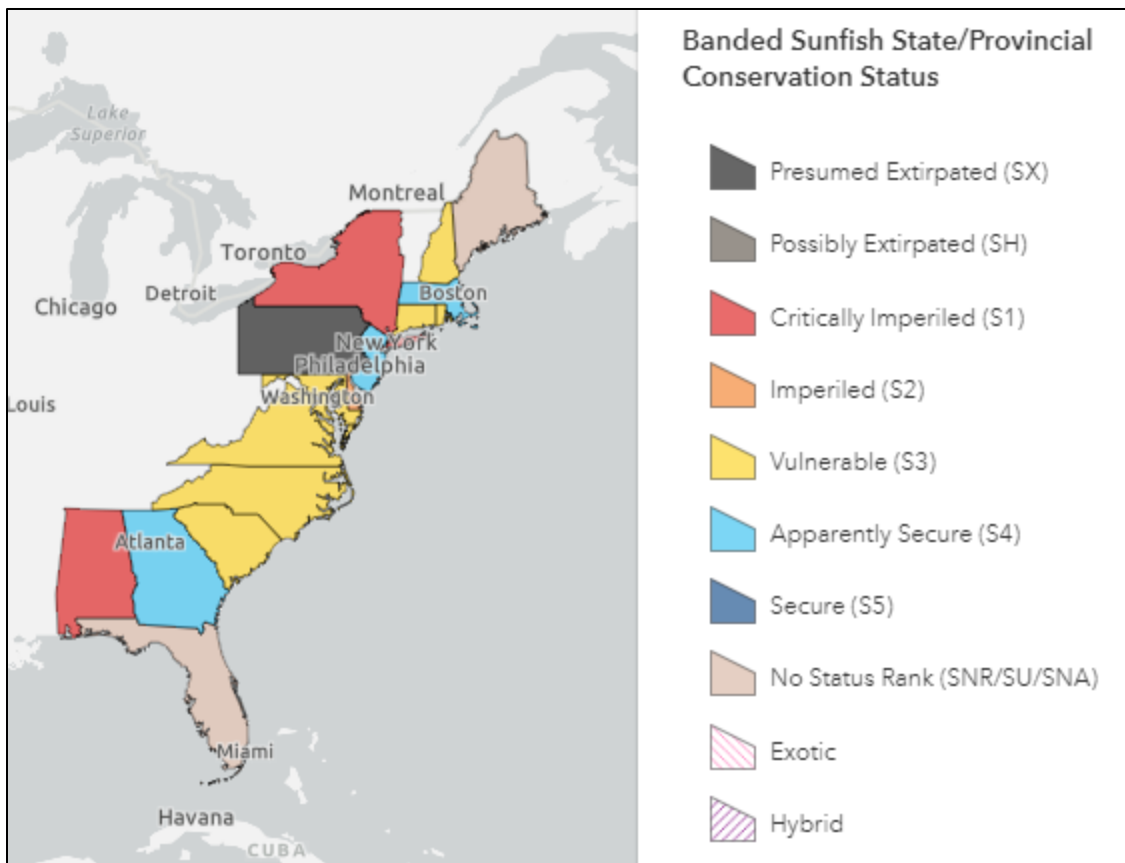 Lake
Superior
Montreal
Toronto
Boston
Chicago
Detroit
New York
Philadelphia
Washington
Louis
Atlanta
Miami
Havana
CUBA
Banded Sunfish State/Provincial
Conservation Status
Presumed Extirpated (SX)
Possibly Extirpated (SH)
Critically Imperiled (S1)
Imperiled (S2)
Vulnerable (S3)
Apparently Secure (S4)
Secure (S5)
No Status Rank (SNR/SU/SNA)
Exotic
Hybrid